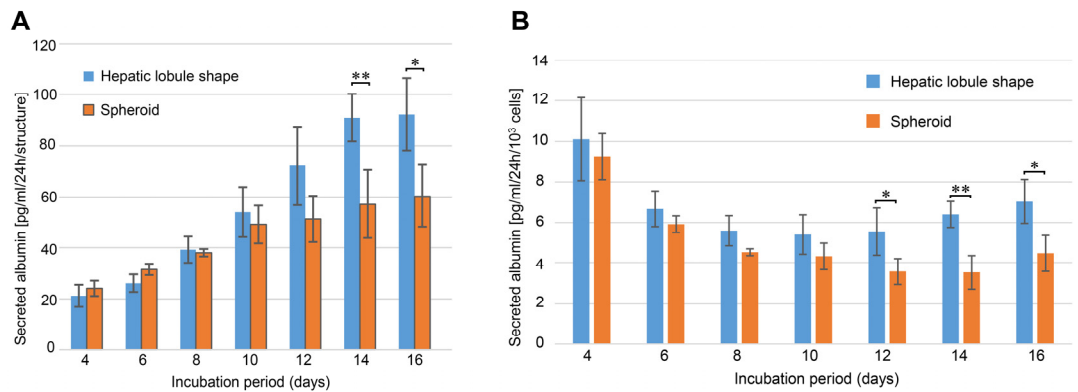 A
Secreted albumin [pg/ml/24h/structure]
120
100
80
60
40
20
0
Hepatic lobule shape
Spheroid
**
*
4 6 8 10 12 14 16
Incubation period (days)
B
Secreted albumin [pg/ml/24h/10³ cells]
14
12
10
8
6
4
2
0
Hepatic lobule shape
Spheroid
*
**
*
4 6 8 10 12 14 16
Incubation period (days)